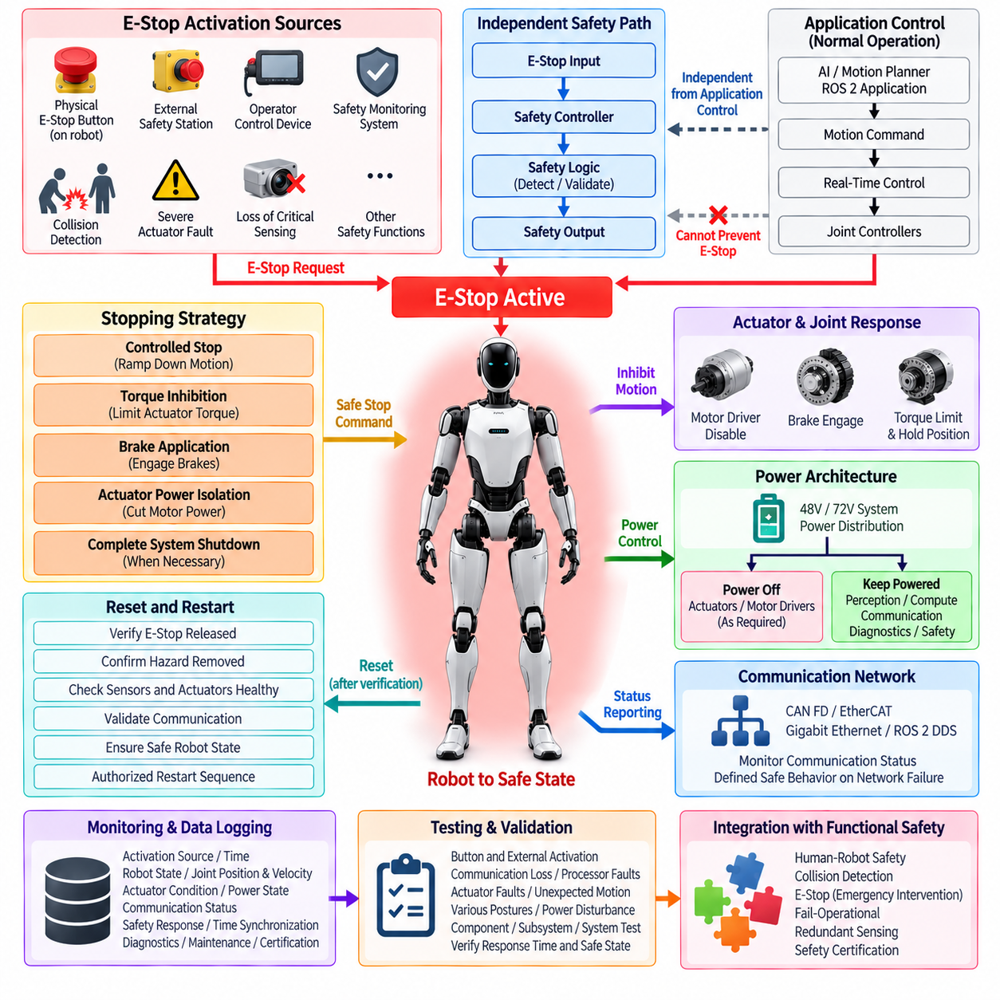 E-Stop Activation Sources
Physical
E-Stop Button
(on robot)
External
Safety Station
Operator
Control Device
Safety Monitoring
System
Collision
Detection
Severe
Actuator Fault
Loss of Critical
Sensing
...
Other
Safety Functions
Independent Safety Path
E-Stop Input
Safety Controller
Safety Logic
(Detect / Validate)
Safety Output
Independent
from Application
Control
Cannot Prevent
E-Stop
Application Control
(Normal Operation)
AI / Motion Planner
ROS 2 Application
Motion Command
Real-Time Control
Joint Controllers
E-Stop Request
E-Stop Active
Stopping Strategy
Controlled Stop
(Ramp Down Motion)
Torque Inhibition
(Limit Actuator Torque)
Brake Application
(Engage Brakes)
Actuator Power Isolation
(Cut Motor Power)
Complete System Shutdown
(When Necessary)
Safe Stop
Command
Inhibit
Motion
Actuator & Joint Response
Motor Driver
Disable
Brake Engage
Torque Limit
& Hold Position
Power
Control
Power Architecture
48V / 72V System
Power Distribution
Power Off
Actuators / Motor Drivers
(As Required)
Keep Powered
Perception / Compute
Communication
Diagnostics / Safety
Reset and Restart
Verify E-Stop Released
Confirm Hazard Removed
Check Sensors and Actuators Healthy
Validate Communication
Ensure Safe Robot State
Authorized Restart Sequence
Reset
(after verification)
Status
Reporting
Communication Network
CAN FD / EtherCAT
Gigabit Ethernet / ROS 2 DDS
Monitor Communication Status
Defined Safe Behavior on Network Failure
Robot to Safe State
Monitoring & Data Logging
Activation Source / Time
Robot State / Joint Position & Velocity
Actuator Condition / Power State
Communication Status
Safety Response / Time Synchronization
Diagnostics / Maintenance / Certification
Testing & Validation
Button and External Activation
Communication Loss / Processor Faults
Actuator Faults / Unexpected Motion
Various Postures / Power Disturbance
Component / Subsystem / System Test
Verify Response Time and Safe State
Integration with Functional Safety
Human-Robot Safety
Collision Detection
E-Stop (Emergency Intervention)
Fail-Operational
Redundant Sensing
Safety Certification